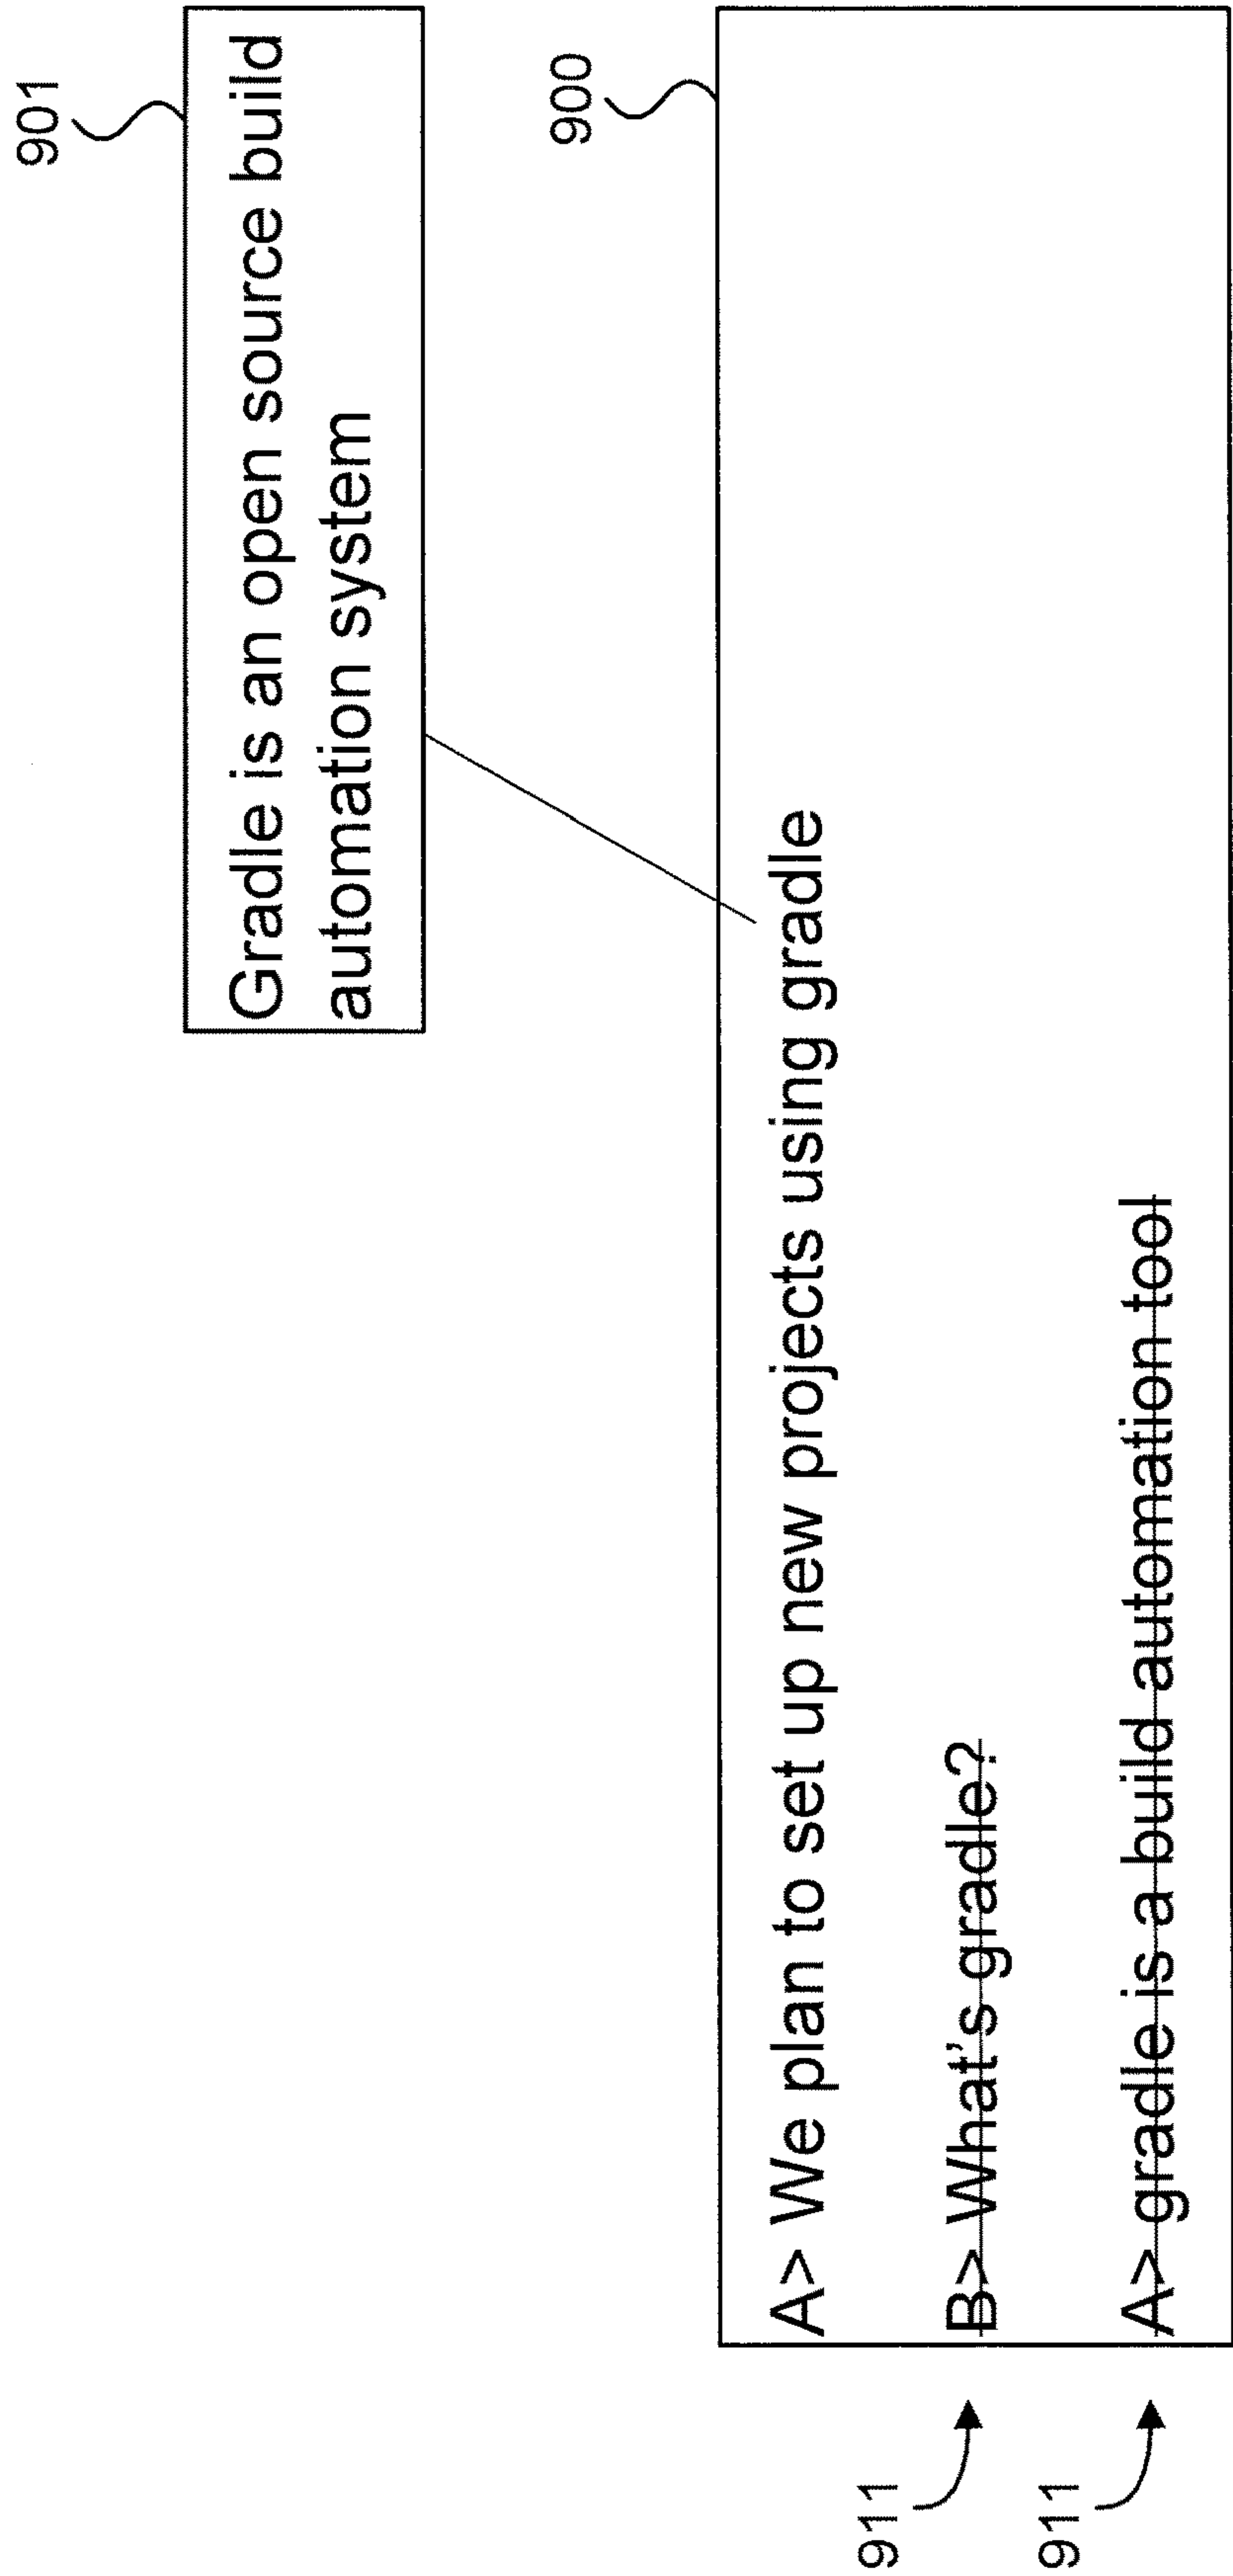 901
Gradle is an open source build
automation system
900
A> We plan to set up new projects using gradle
911
B> What's gradle?
911
A> gradle is a build automation tool